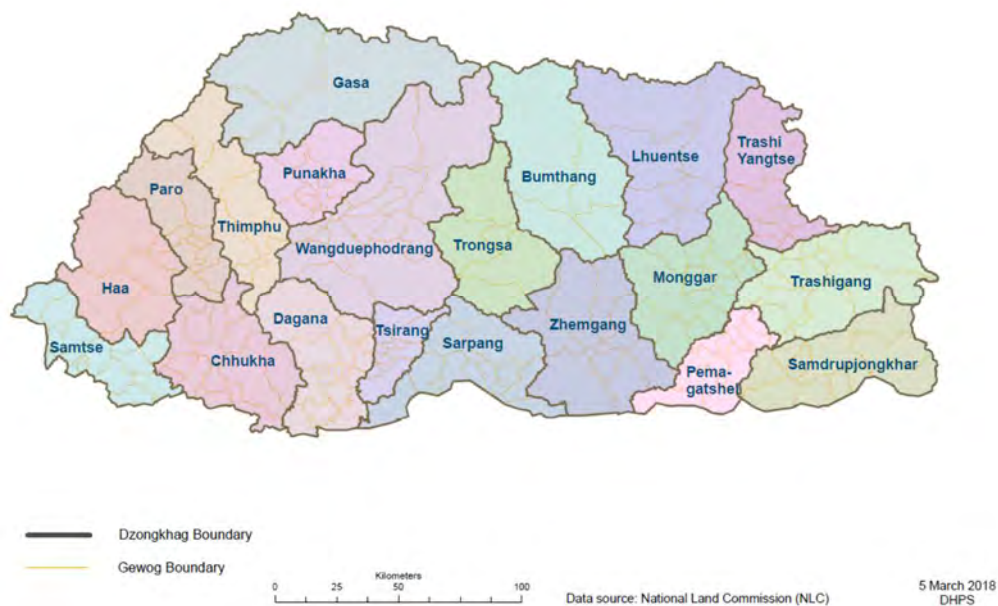 Gasa
Punakha
Paro
Thimphu
Wangduephodrang
Haa
Samtse
Chhukha
Dagana
Tsirang
Trongsa
Bumthang
Lhuentse
Trashi
Yangtse
Monggar
Trashigang
Sarpang
Zhemgang
Pema-
gatshel
Samdrupjongkhar
Dzongkhag Boundary
Gewog Boundary
Kilometers
0 25 50 100
Data source: National Land Commission (NLC)
5 March 2018
DHPS